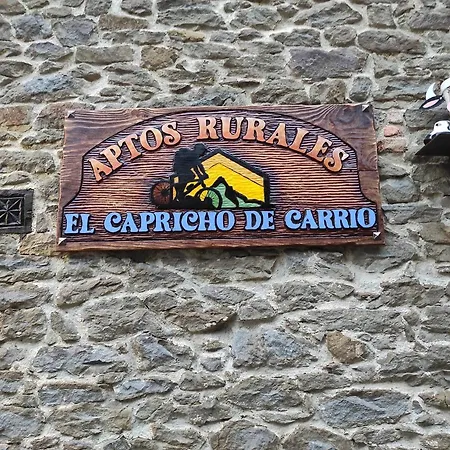 APTOS RURALES
EL CAPRICHO DE CARRIO